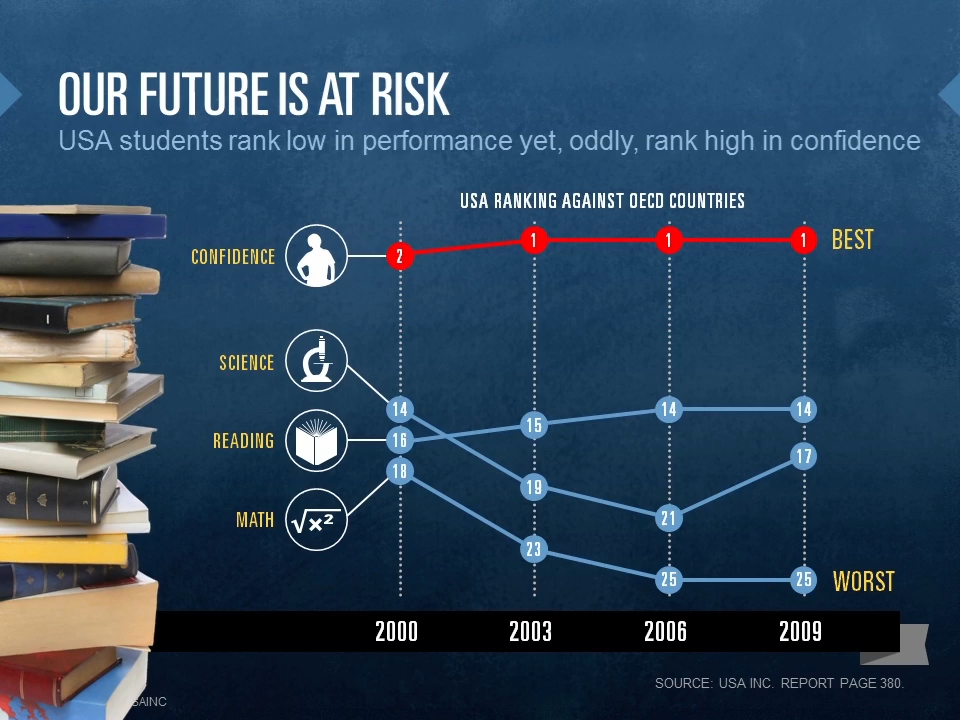 OUR FUTURE IS AT RISK
USA students rank low in performance yet, oddly, rank high in confidence
USA RANKING AGAINST OECD COUNTRIES
CONFIDENCE 2 1 1 1 BEST
SCIENCE
14 14 14
READING 16 15
17
18 19
MATH √x² 21
23
25 25 WORST
2000 2003 2006 2009
SOURCE: USA INC. REPORT PAGE 380.